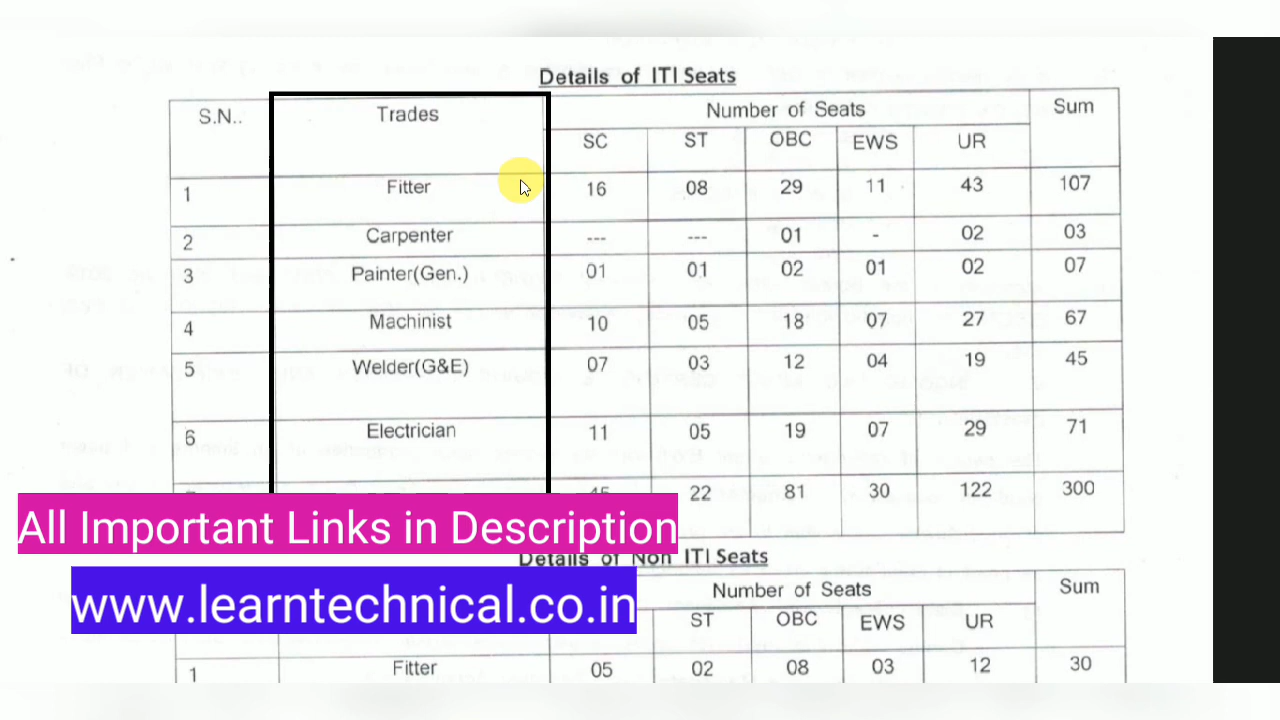 Details of ITI Seats
S.N.. Trades Number of Seats Sum
SC ST OBC EWS UR
1 Fitter 16 08 29 11 43 107
2 Carpenter --- --- 01 - 02 03
3 Painter(Gen.) 01 01 02 01 02 07
4 Machinist 10 05 18 07 27 67
5 Welder(G&E) 07 03 12 04 19 45
6 Electrician 11 05 19 07 29 71
45 22 81 30 122 300
All Important Links in Description
Details of Non ITI Seats
www.learntechnical.co.in
Number of Seats Sum
ST OBC EWS UR
1 Fitter 05 02 08 03 12 30